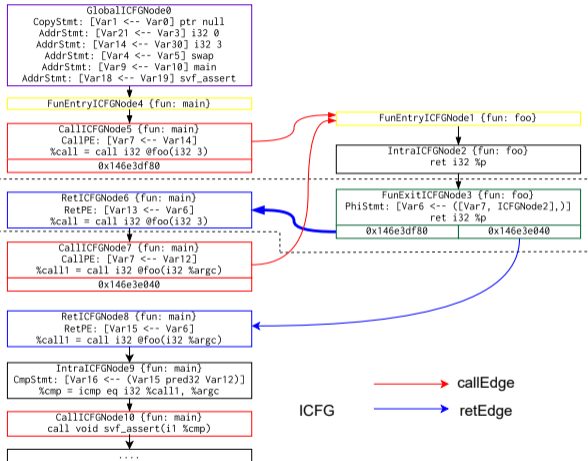 GlobalICFGNode0
CopyStmt: [Var1 <-- Var0] ptr null
AddrStmt: [Var21 <-- Var3] i32 0
AddrStmt: [Var14 <-- Var30] i32 3
AddrStmt: [Var4 <-- Var5] swap
AddrStmt: [Var9 <-- Var10] main
AddrStmt: [Var18 <-- Var19] svf_assert
FunEntryICFGNode4 {fun: main}
CallICFGNode5 {fun: main}
CallPE: [Var7 <-- Var14]
%call = call i32 @foo(i32 3)
0x146e3df80
RetICFGNode6 {fun: main}
RetPE: [Var13 <-- Var6]
%call = call i32 @foo(i32 3)
CallICFGNode7 {fun: main}
CallPE: [Var7 <-- Var12]
%call1 = call i32 @foo(i32 %argc)
0x146e3e040
RetICFGNode8 {fun: main}
RetPE: [Var15 <-- Var6]
%call1 = call i32 @foo(i32 %argc)
IntraICFGNode9 {fun: main}
CmpStmt: [Var16 <-- (Var15 pred32 Var12)]
%cmp = icmp eq i32 %call1, %argc
CallICFGNode10 {fun: main}
call void svf_assert(i1 %cmp)
....
FunEntryICFGNode1 {fun: foo}
IntraICFGNode2 {fun: foo}
ret i32 %p
FunExitICFGNode3 {fun: foo}
PhiStmt: [Var6 <-- ([Var7, ICFGNode2],)]
ret i32 %p
0x146e3df80
0x146e3e040
ICFG
callEdge
retEdge